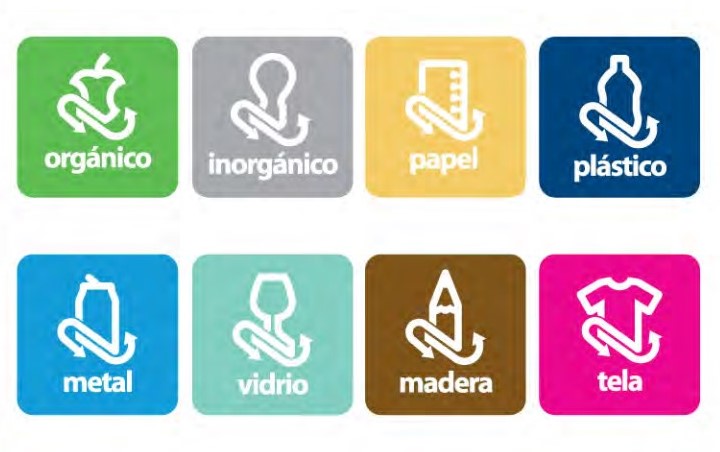 orgánico
inorgánico
papel
plástico
metal
vidrio
madera
tela